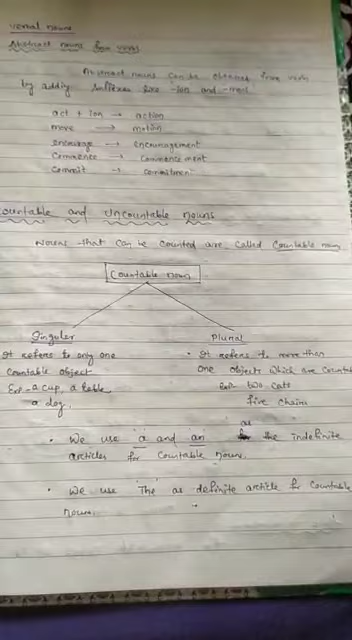 verbal nouns
Abstract nouns from verbs
Abstract nouns can be obtained from verb
by adding suffixes like -ion and -ment.
act + ion → action
move → motion
encourage → encouragement
Commence → Commencement
Commit → commitment
Countable and Uncountable nouns
Nouns that can be counted are called Countable noun
Countable noun
Singular
It refers to only one
Countable object
Exp - a cup, a table
a dog.
Plural
• It refers to more than
one objects which are countable
Exp two cats
five chairs
• We use 'a' and an as the indefinite
articles for Countable nouns.
• We use 'The' as definite article for Countable
nouns.